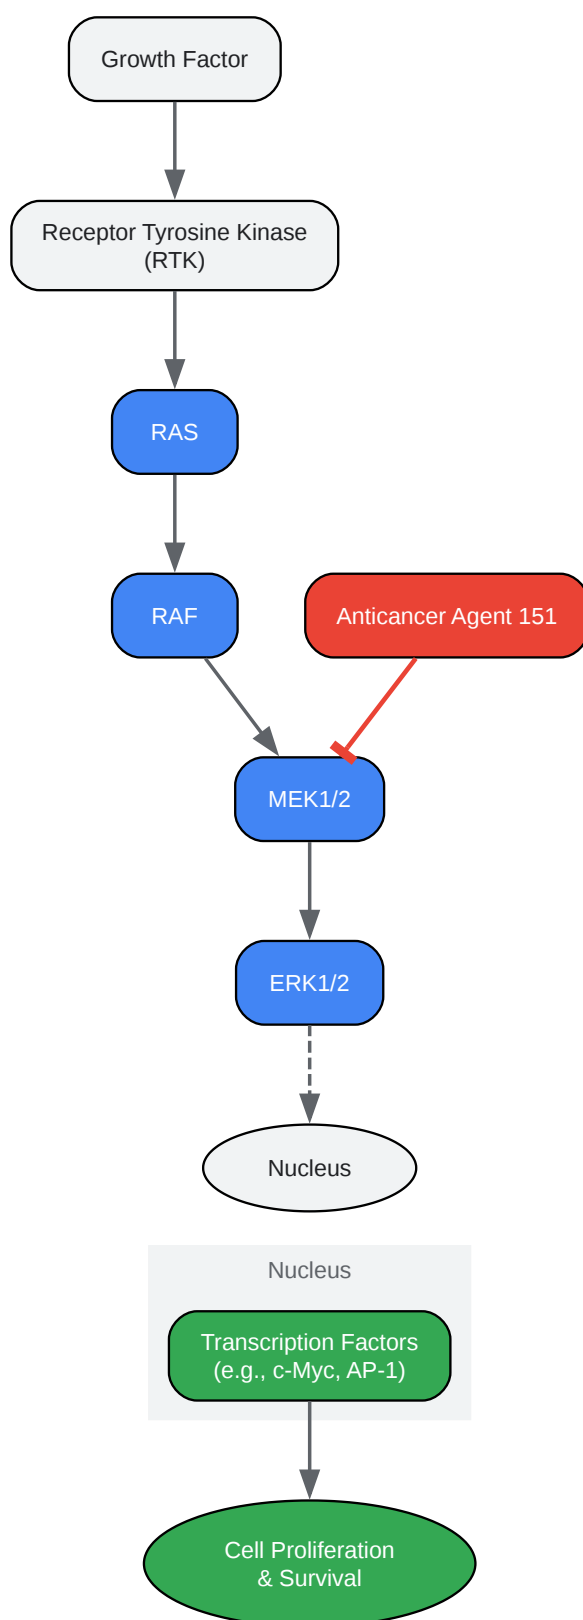 Growth Factor
Receptor Tyrosine Kinase
(RTK)
RAS
RAF
Anticancer Agent 151
MEK1/2
ERK1/2
Nucleus
Nucleus
Transcription Factors
(e.g., c-Myc, AP-1)
Cell Proliferation
& Survival